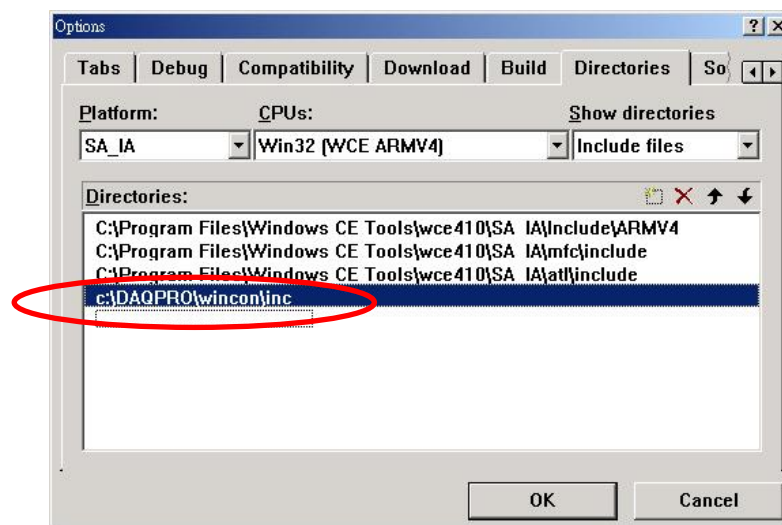 Options
Tabs Debug Compatibility Download Build Directories So
Platform: CPUs: Show directories
SA_IA Win32 (WCE ARMV4) Include files
Directories:
C:\Program Files\Windows CE Tools\wce410\SA_IA\Include\ARMV4
C:\Program Files\Windows CE Tools\wce410\SA_IA\mfc\include
C:\Program Files\Windows CE Tools\wce410\SA_IA\atl\include
c:\DAQPRO\wincon\inc
OK Cancel